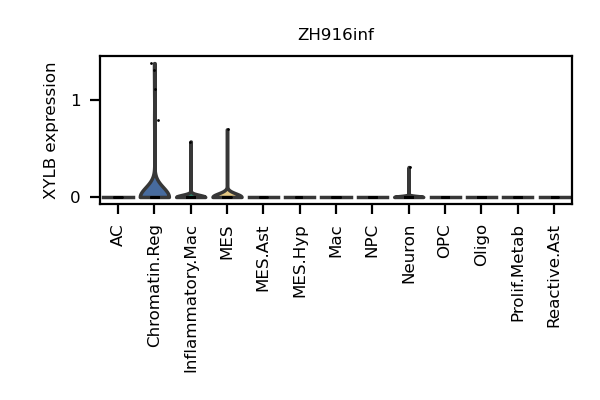 ZH916inf
XYLB expression
1
0
AC
Chromatin.Reg
Inflammatory.Mac
MES
MES.Ast
MES.Hyp
Mac
NPC
Neuron
OPC
Oligo
Prolif.Metab
Reactive.Ast